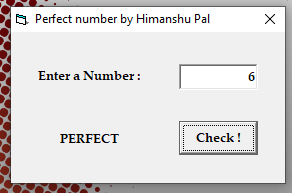 Perfect number by Himanshu Pal
Enter a Number : 6
PERFECT Check !